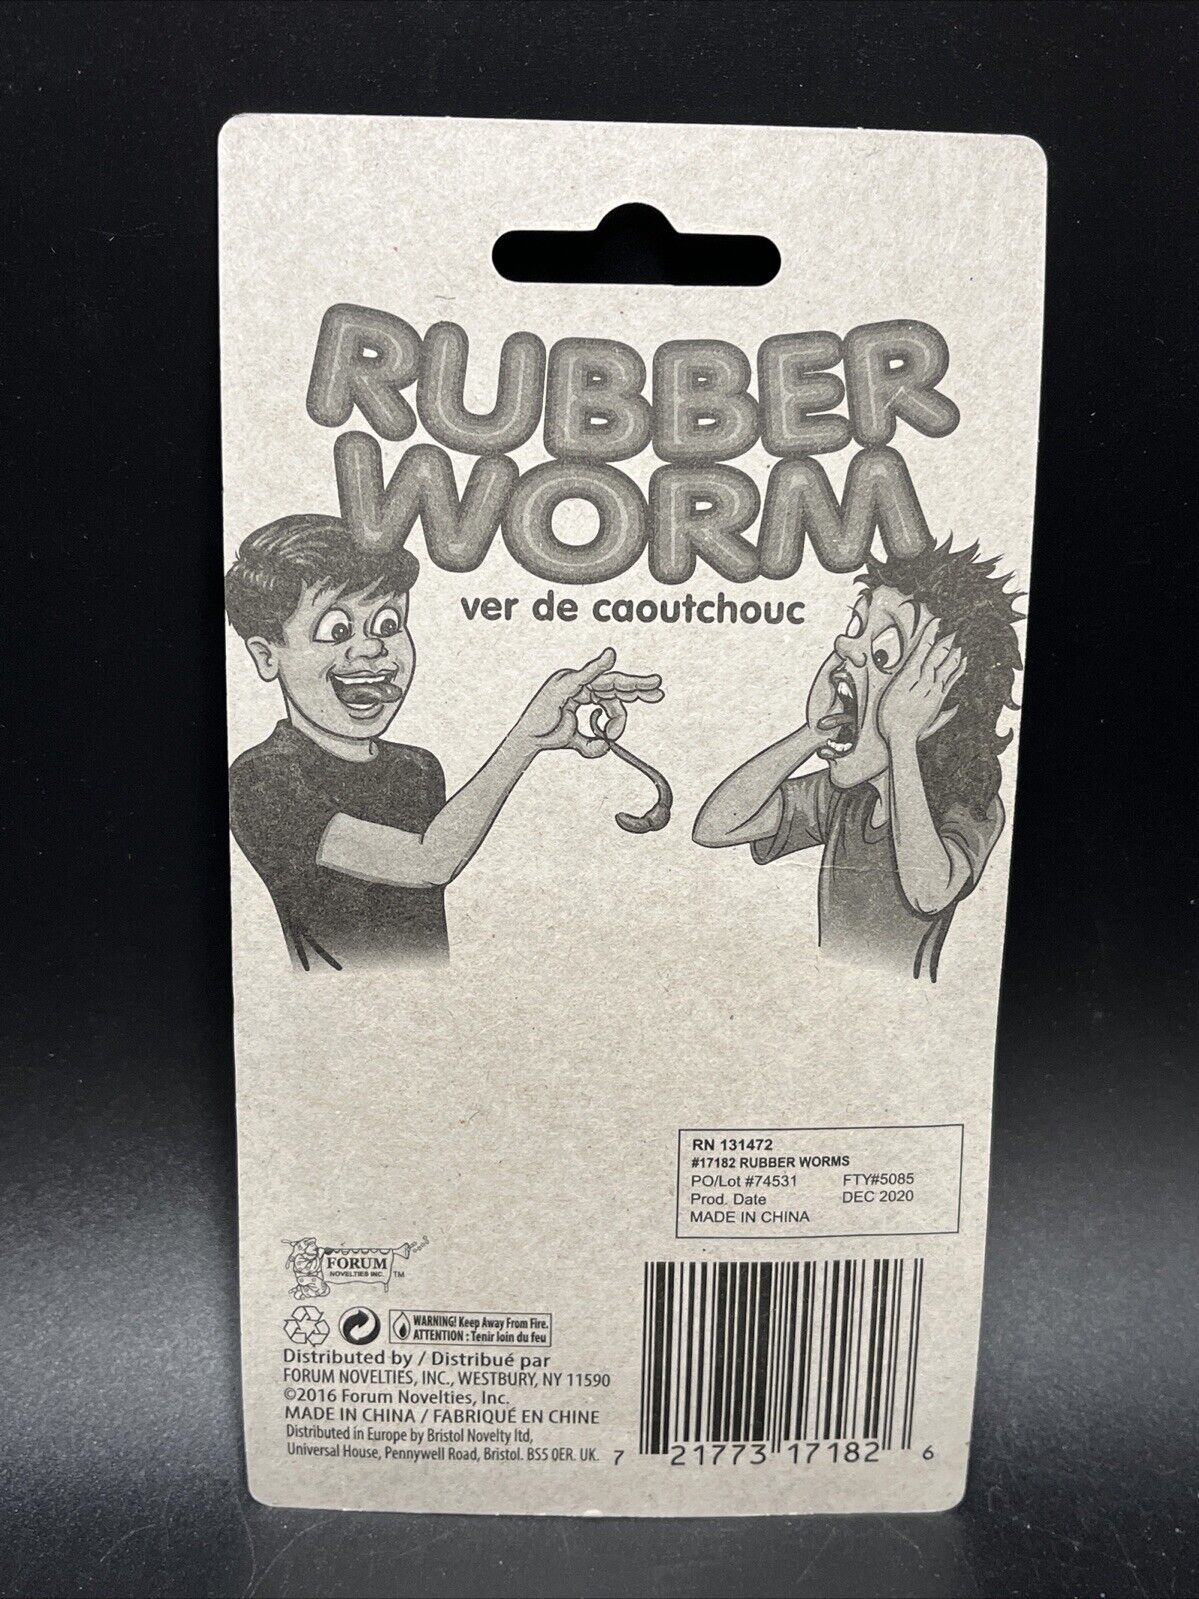 RUBBER
WORM
ver de caoutchouc
RN 131472
#17182 RUBBER WORMS
PO/Lot #74531 FTY#5085
Prod. Date DEC 2020
MADE IN CHINA
FORUM
NOVELTIES INC.
TM
WARNING! Keep Away From Fire.
ATTENTION : Tenir loin du feu
Distributed by / Distribué par
FORUM NOVELTIES, INC., WESTBURY, NY 11590
©2016 Forum Novelties, Inc.
MADE IN CHINA / FABRIQUÉ EN CHINE
Distributed in Europe by Bristol Novelty ltd,
Universal House, Pennywell Road, Bristol. BS5 0ER. UK.
7 21773 17182 6